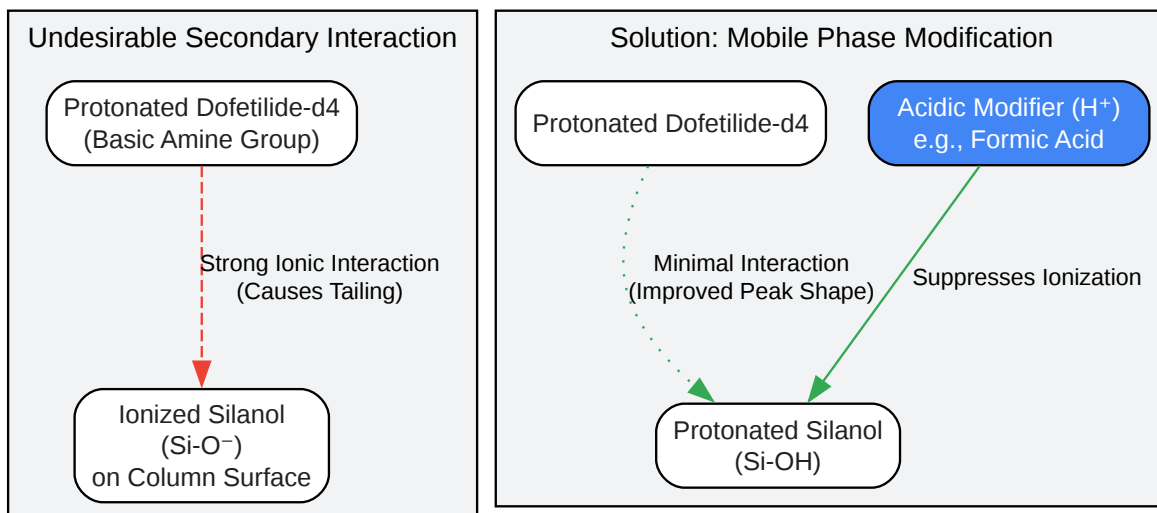 Undesirable Secondary Interaction
Protonated Dofetilide-d4
(Basic Amine Group)
Strong Ionic Interaction
(Causes Tailing)
Ionized Silanol
(Si-O⁻)
on Column Surface
Solution: Mobile Phase Modification
Protonated Dofetilide-d4
Acidic Modifier (H⁺)
e.g., Formic Acid
Minimal Interaction
(Improved Peak Shape)
Suppresses Ionization
Protonated Silanol
(Si-OH)